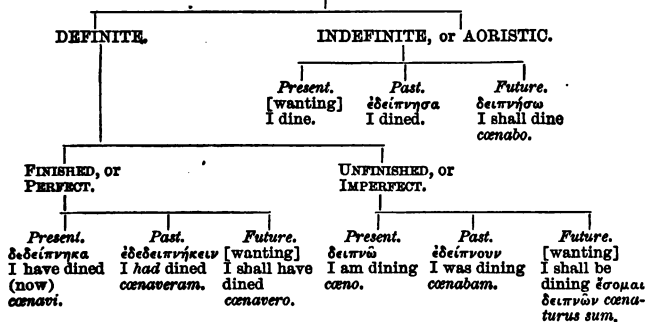 DEFINITE.
INDEFINITE, or AORISTIC.
Present.
[wanting]
I dine.
Past.
ἐδείπνησα
I dined.
Future.
δειπνήσω
I shall dine
cœnabo.
FINISHED, or
PERFECT.
UNFINISHED, or
IMPERFECT.
Present.
δεδείπνηκα
I have dined
(now)
cœnavi.
Past.
ἐδεδειπνήκειν
I had dined
cœnaveram.
Future.
[wanting]
I shall have
dined
cœnavero.
Present.
δειπνῶ
I am dining
cœno.
Past.
ἐδείπνουν
I was dining
cœnabam.
Future.
[wanting]
I shall be
dining ἔσομαι
δειπνῶν cœna-
turus sum.